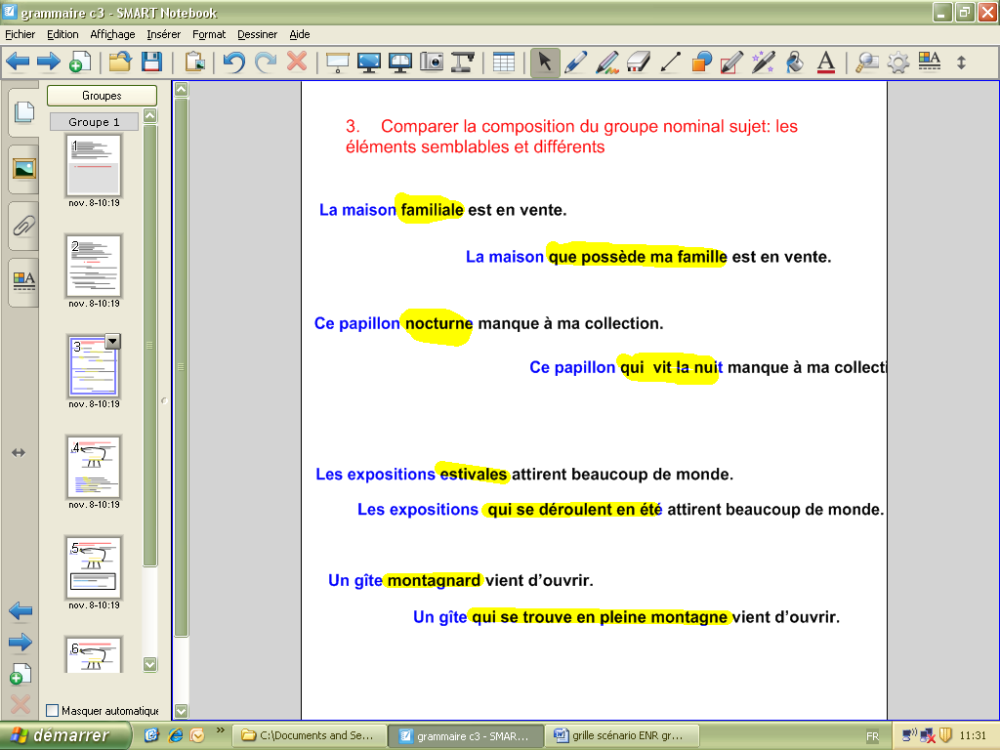 grammaire c3 - SMART Notebook
Fichier Edition Affichage Insérer Format Dessiner Aide
Groupes
Groupe 1
1
nov. 8-10:19
2
nov. 8-10:19
3
nov. 8-10:19
4
nov. 8-10:19
5
nov. 8-10:19
6
Masquer automatique
3. Comparer la composition du groupe nominal sujet: les
éléments semblables et différents
La maison familiale est en vente.
La maison que possède ma famille est en vente.
Ce papillon nocturne manque à ma collection.
Ce papillon qui vit la nuit manque à ma collecti
Les expositions estivales attirent beaucoup de monde.
Les expositions qui se déroulent en été attirent beaucoup de monde.
Un gîte montagnard vient d’ouvrir.
Un gîte qui se trouve en pleine montagne vient d’ouvrir.
démarrer
C:\Documents and Se...
grammaire c3 - SMAR...
grille scénario ENR gr...
FR
11:31